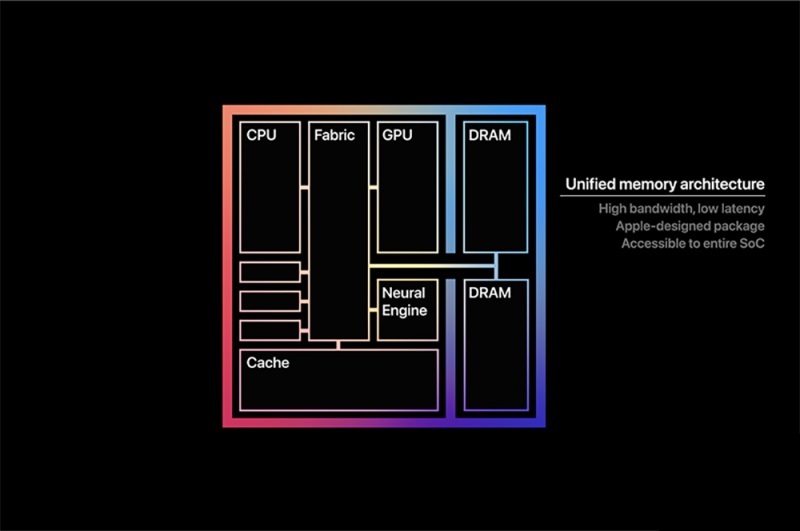 CPU
Fabric
GPU
DRAM
Unified memory architecture
High bandwidth, low latency
Apple-designed package
Accessible to entire SoC
Neural
Engine
DRAM
Cache